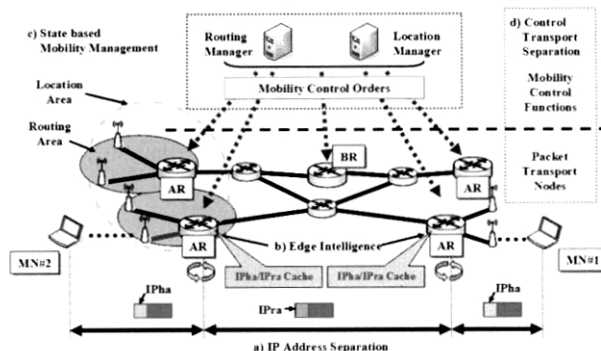 c) State based
Mobility Management
Routing
Manager
Location
Manager
d) Control
Transport
Separation
Mobility Control Orders
Mobility
Control
Functions
Location
Area
Routing
Area
BR
AR
AR
Packet
Transport
Nodes
AR
AR
b) Edge Intelligence
MN#2
MN#1
IPha/IPra Cache
IPha/IPra Cache
IPha
IPra
IPha
a) IP Address Separation